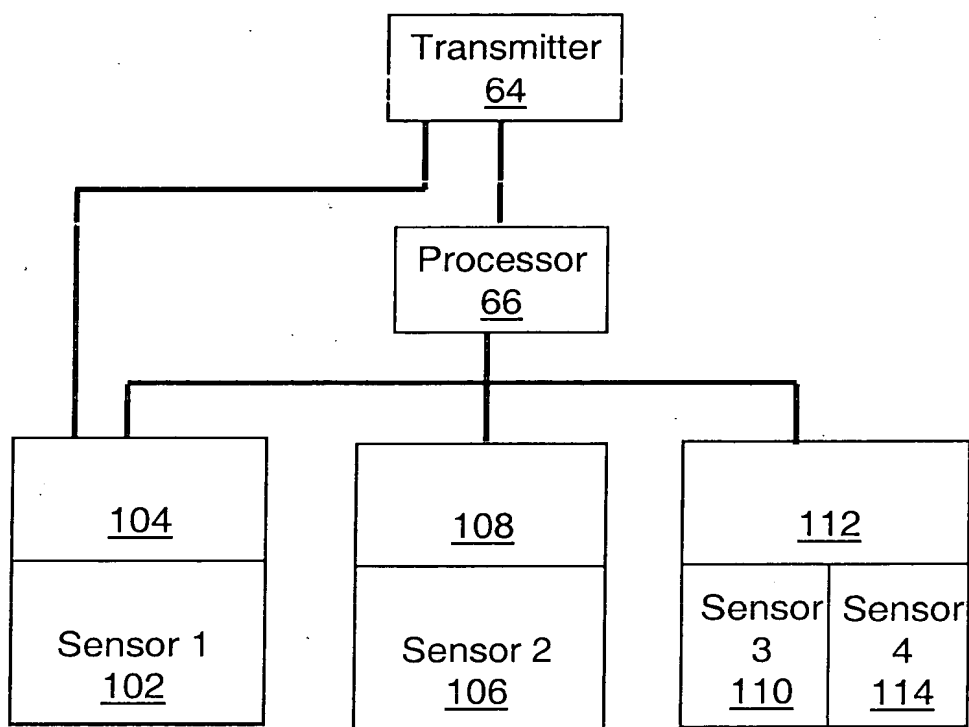 Transmitter
64
Processor
66
104
108
112
Sensor 1
102
Sensor 2
106
Sensor
3
110
Sensor
4
114